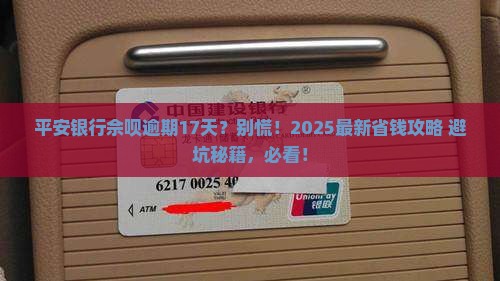 中国建设银行
平安银行佘呗逾期17天？别慌！2025最新省钱攻略 避
坑秘籍，必看！
6217 0025 40
ATM
UnionPay
银联